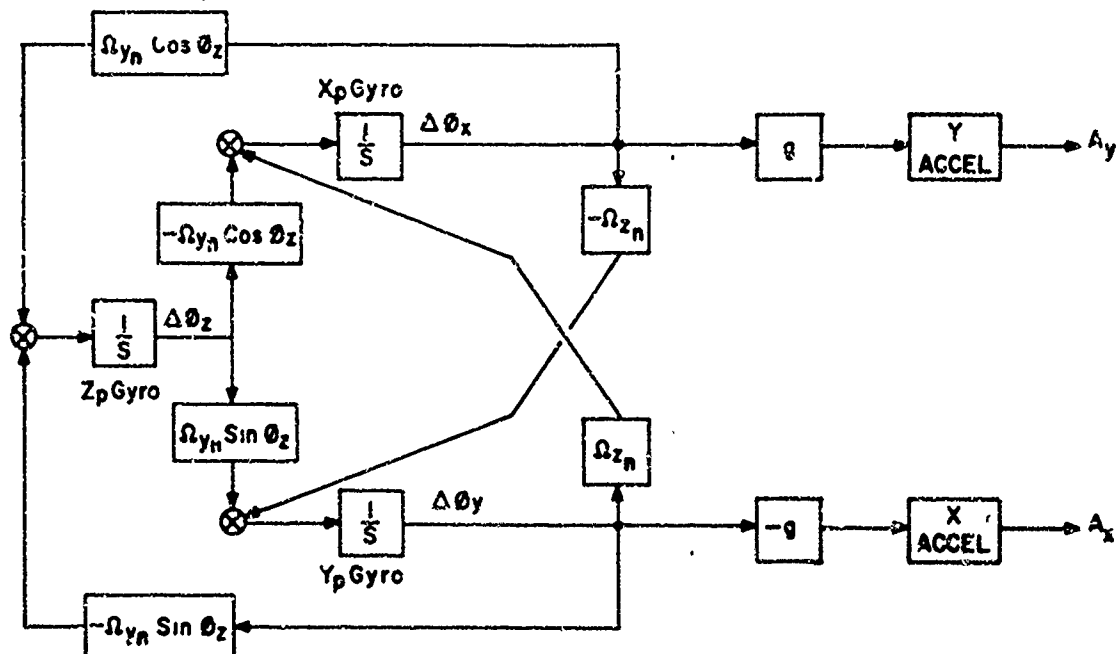 Ωyn Cos Øz
Xp Gyro
1/S
ΔØx
g
Y ACCEL
Ay
-Ωyn Cos Øz
-Ωzn
1/S
ΔØz
Zp Gyro
Ωyn Sin Øz
Ωzn
1/S
ΔØy
Yp Gyro
-g
X ACCEL
Ax
-Ωyn Sin Øz